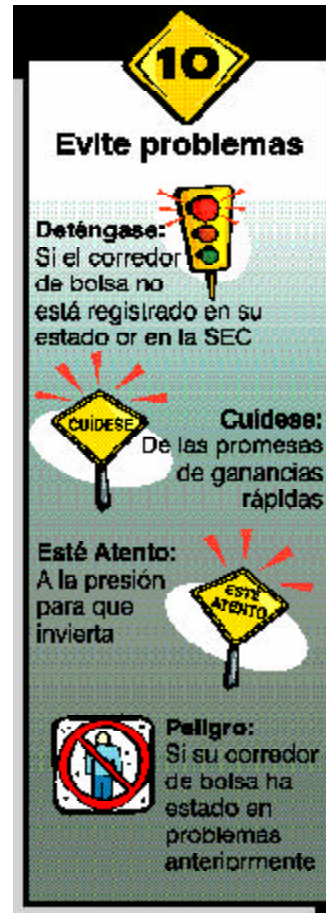 10
Evite problemas
Deténgase:
Si el corredor
de bolsa no
está registrado en su
estado or en la SEC
CUÍDESE
Cuídese:
De las promesas
de ganancias
rápidas
Esté Atento:
A la presión
para que
invierta
ESTÉ
ATENTO
Peligro:
Si su corredor
de bolsa ha
estado en
problemas
anteriormente